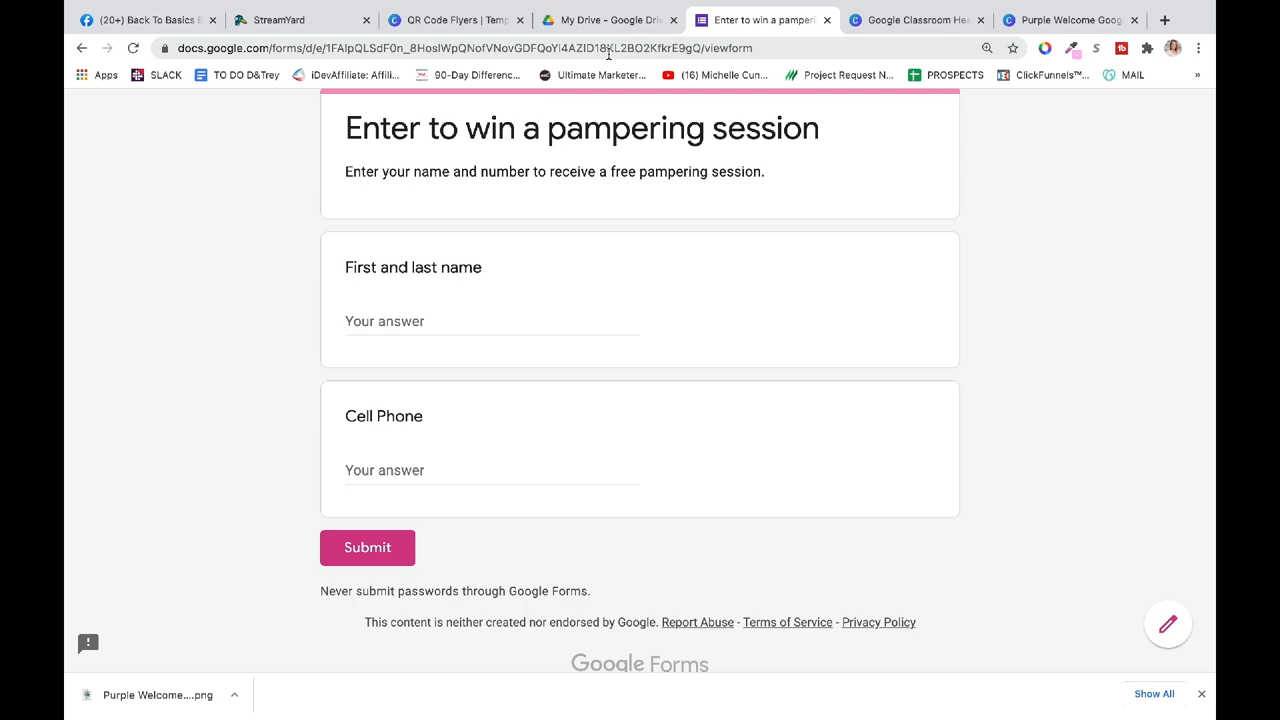 (20+) Back To Basics B
StreamYard
QR Code Flyers | Temp
My Drive - Google Driv
Enter to win a pamperi
Google Classroom Hea
Purple Welcome Goog
docs.google.com/forms/d/e/1FAIpQLSdF0n_8HosIWpQNofVNovGDFQoYI4AZID18KL2BO2KfkrE9gQ/viewform
Apps
SLACK
TO DO D&Trey
iDevAffiliate: Affili...
90-Day Differenc...
Ultimate Marketer...
(16) Michelle Cun...
Project Request N...
PROSPECTS
ClickFunnels™...
MAIL
»
Enter to win a pampering session
Enter your name and number to receive a free pampering session.
First and last name
Your answer
Cell Phone
Your answer
Submit
Never submit passwords through Google Forms.
This content is neither created nor endorsed by Google. Report Abuse - Terms of Service - Privacy Policy
Google Forms
Purple Welcome....png
Show All